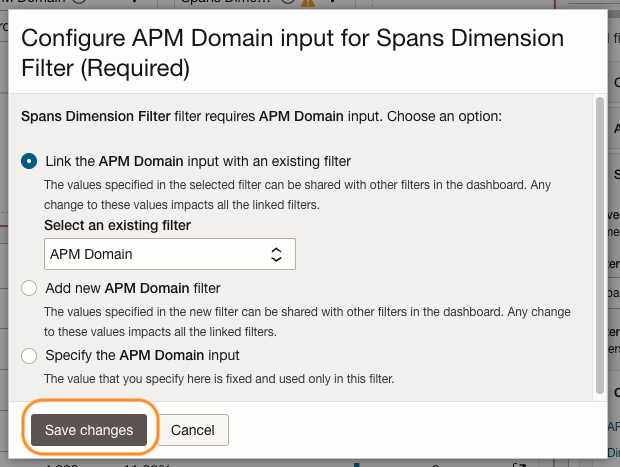 Configure APM Domain input for Spans Dimension
Filter (Required)
Spans Dimension Filter filter requires APM Domain input. Choose an option:
Link the APM Domain input with an existing filter
The values specified in the selected filter can be shared with other filters in the dashboard. Any
change to these values impacts all the linked filters.
Select an existing filter
APM Domain
Add new APM Domain filter
The values specified in the new filter can be shared with other filters in the dashboard. Any change
to these values impacts all the linked filters.
Specify the APM Domain input
The value that you specify here is fixed and used only in this filter.
Save changes
Cancel